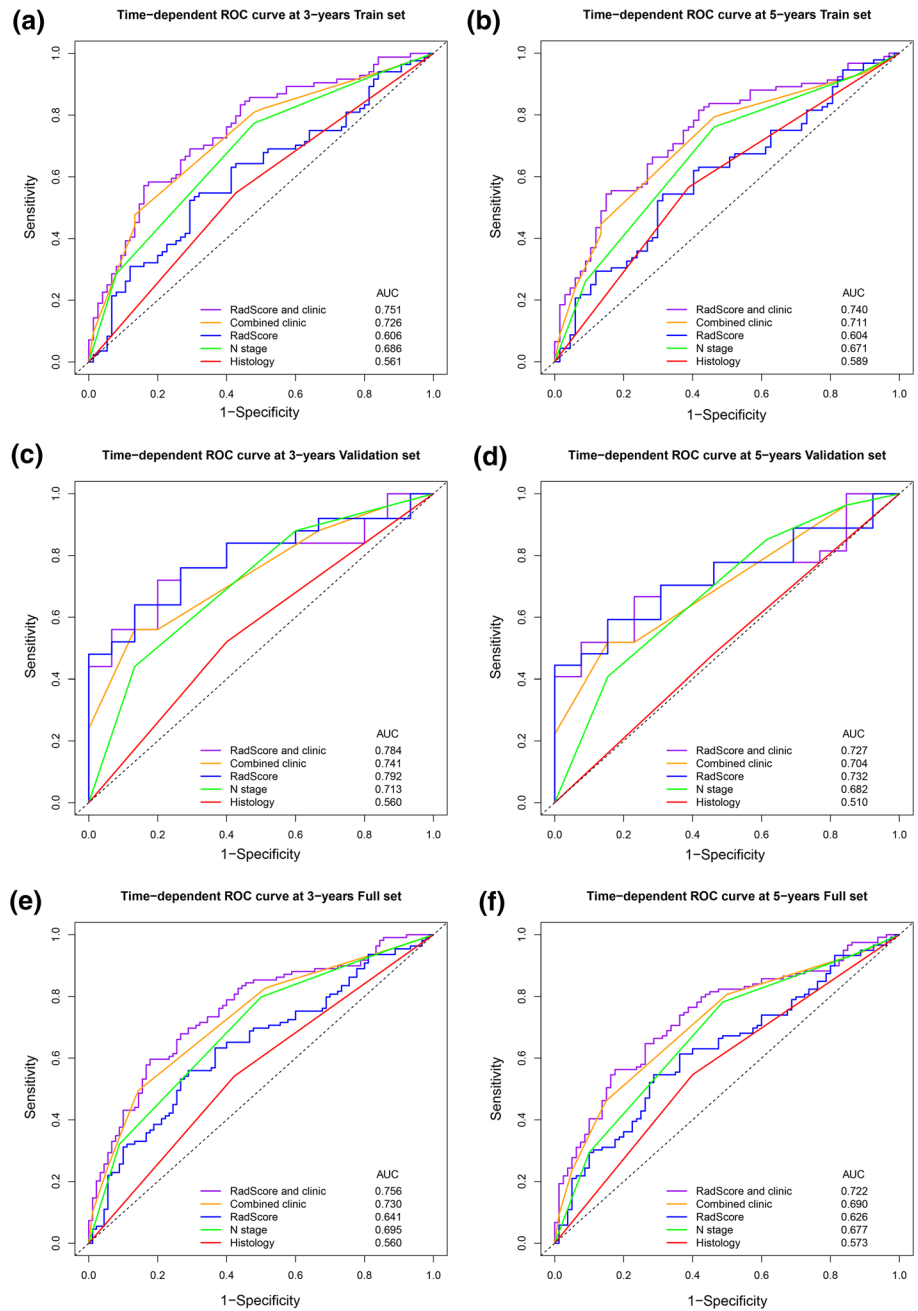 (a)
Time-dependent ROC curve at 3-years Train set
Sensitivity
1.0
0.8
0.6
0.4
0.2
0.0
AUC
RadScore and clinic 0.751
Combined clinic 0.726
RadScore 0.606
N stage 0.686
Histology 0.561
0.0 0.2 0.4 0.6 0.8 1.0
1-Specificity
(b)
Time-dependent ROC curve at 5-years Train set
Sensitivity
1.0
0.8
0.6
0.4
0.2
0.0
AUC
RadScore and clinic 0.740
Combined clinic 0.711
RadScore 0.604
N stage 0.671
Histology 0.589
0.0 0.2 0.4 0.6 0.8 1.0
1-Specificity
(c)
Time-dependent ROC curve at 3-years Validation set
Sensitivity
1.0
0.8
0.6
0.4
0.2
0.0
AUC
RadScore and clinic 0.784
Combined clinic 0.741
RadScore 0.792
N stage 0.713
Histology 0.560
0.0 0.2 0.4 0.6 0.8 1.0
1-Specificity
(d)
Time-dependent ROC curve at 5-years Validation set
Sensitivity
1.0
0.8
0.6
0.4
0.2
0.0
AUC
RadScore and clinic 0.727
Combined clinic 0.704
RadScore 0.732
N stage 0.682
Histology 0.510
0.0 0.2 0.4 0.6 0.8 1.0
1-Specificity
(e)
Time-dependent ROC curve at 3-years Full set
Sensitivity
1.0
0.8
0.6
0.4
0.2
0.0
AUC
RadScore and clinic 0.756
Combined clinic 0.730
RadScore 0.641
N stage 0.695
Histology 0.560
0.0 0.2 0.4 0.6 0.8 1.0
1-Specificity
(f)
Time-dependent ROC curve at 5-years Full set
Sensitivity
1.0
0.8
0.6
0.4
0.2
0.0
AUC
RadScore and clinic 0.722
Combined clinic 0.690
RadScore 0.626
N stage 0.677
Histology 0.573
0.0 0.2 0.4 0.6 0.8 1.0
1-Specificity